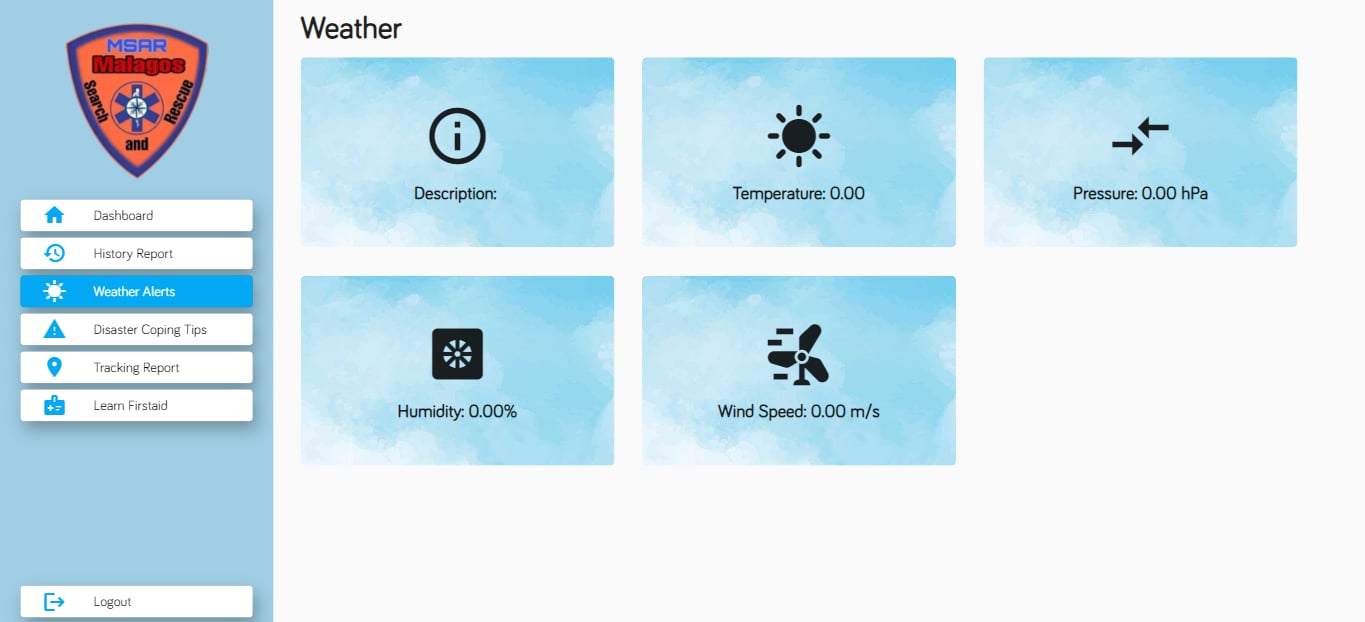 MSAR
Malagos
Search
and
Rescue
Dashboard
History Report
Weather Alerts
Disaster Coping Tips
Tracking Report
Learn Firstaid
Logout
Weather
Description:
Temperature: 0.00
Pressure: 0.00 hPa
Humidity: 0.00%
Wind Speed: 0.00 m/s